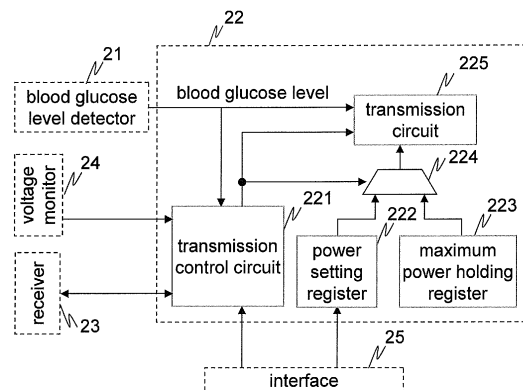 21
22
225
blood glucose
level detector
blood glucose level
transmission
circuit
24
voltage
monitor
224
221
222
223
transmission
control circuit
power
setting
register
maximum
power holding
register
receiver
23
25
interface